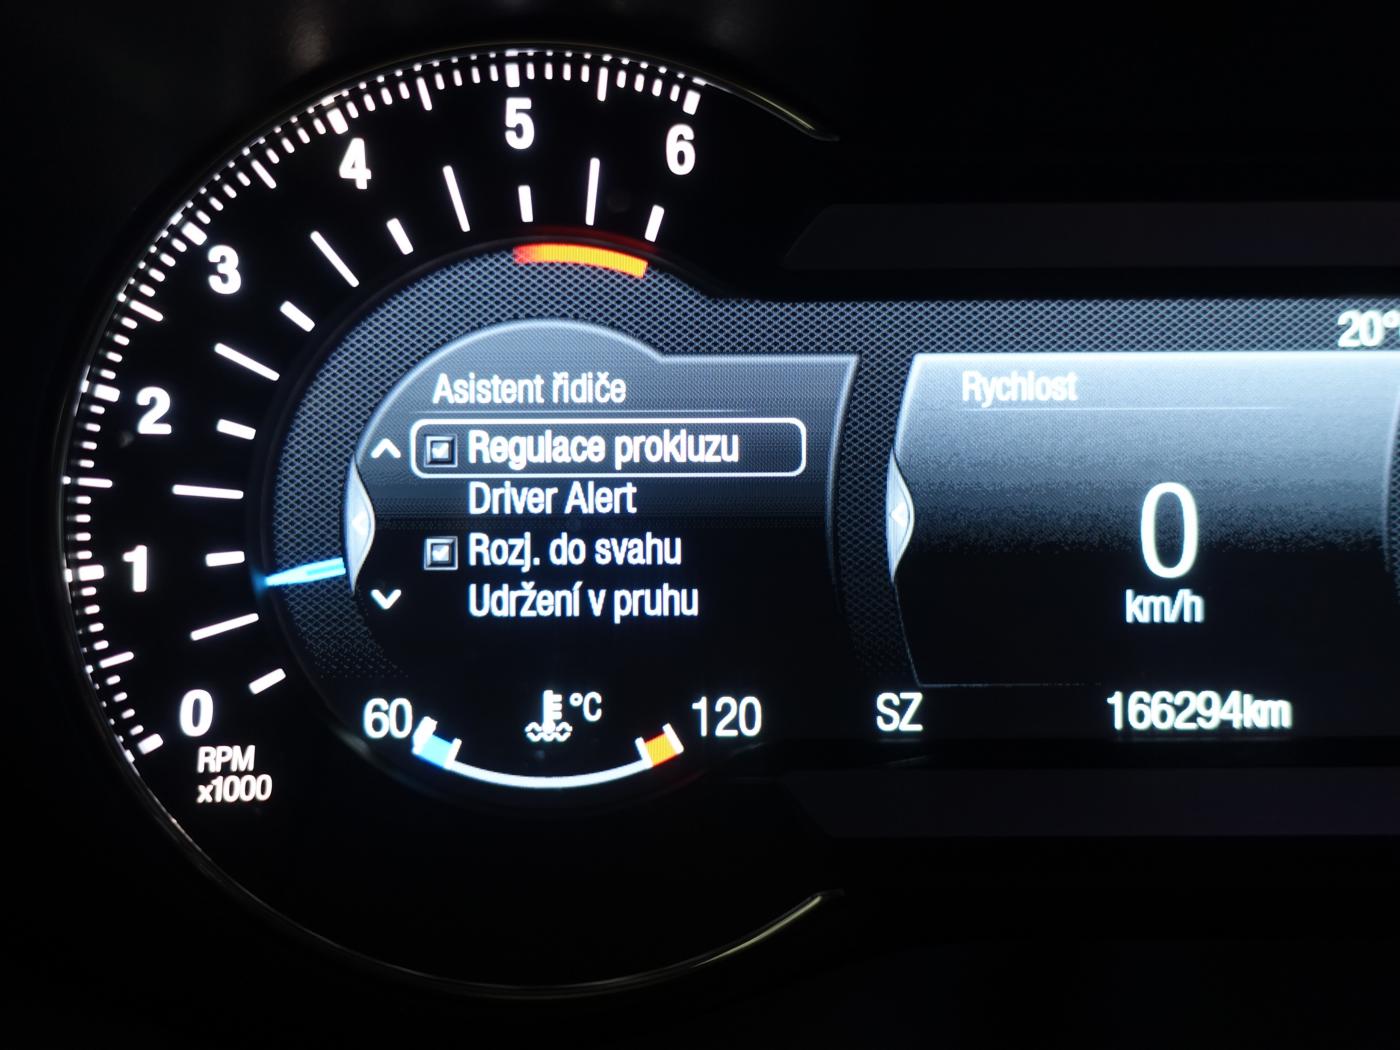 6
5
4
3
2
1
0
RPM
x1000
Asistent řidiče
Regulace prokluzu
Driver Alert
Rozj. do svahu
Udržení v pruhu
60
°C
120
20°
Rychlost
0
km/h
SZ
166294km